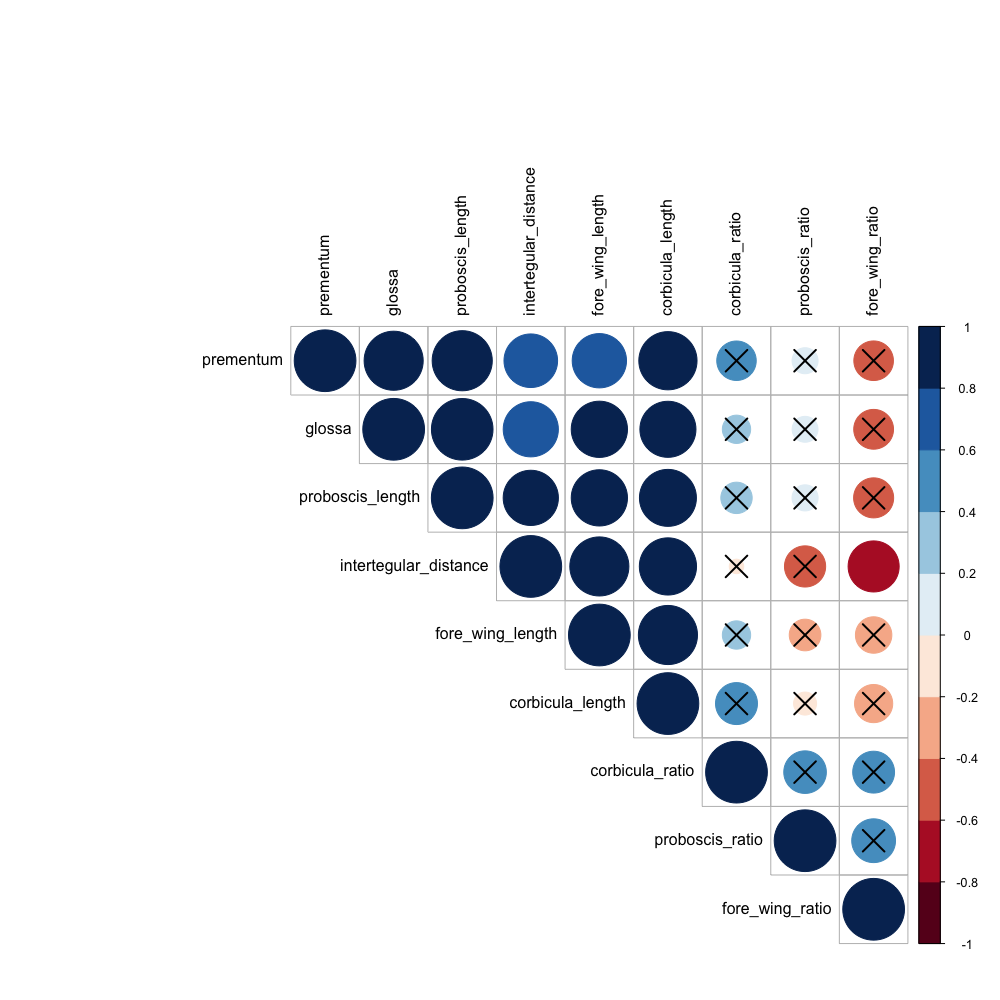 prementum
glossa
proboscis_length
intertegular_distance
fore_wing_length
corbicula_length
corbicula_ratio
proboscis_ratio
fore_wing_ratio
prementum
glossa
proboscis_length
intertegular_distance
fore_wing_length
corbicula_length
corbicula_ratio
proboscis_ratio
fore_wing_ratio
1
0.8
0.6
0.4
0.2
0
-0.2
-0.4
-0.6
-0.8
-1